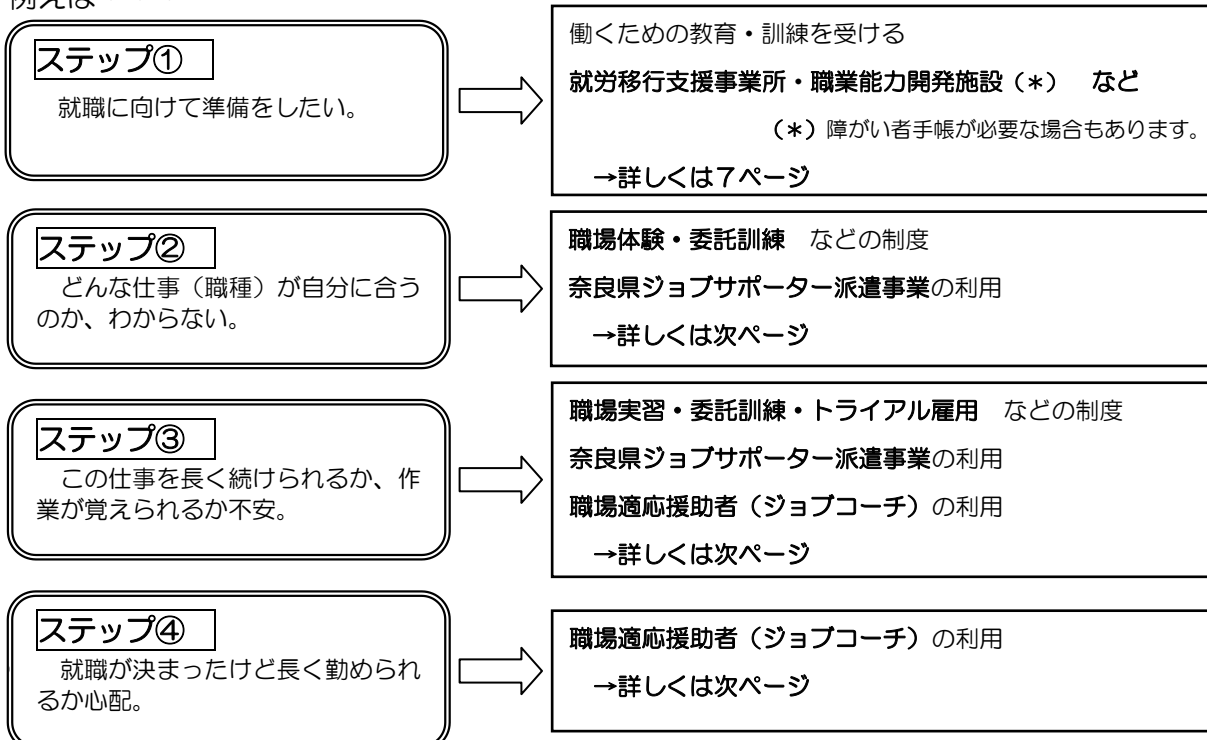 例えば・・・
ステップ①
就職に向けて準備をしたい。
働くための教育・訓練を受ける
就労移行支援事業所・職業能力開発施設（＊）　など
（＊）障がい者手帳が必要な場合もあります。
→詳しくは７ページ
ステップ②
どんな仕事（職種）が自分に合う
のか、わからない。
職場体験・委託訓練　などの制度
奈良県ジョブサポーター派遣事業の利用
→詳しくは次ページ
ステップ③
この仕事を長く続けられるか、作
業が覚えられるか不安。
職場実習・委託訓練・トライアル雇用　などの制度
奈良県ジョブサポーター派遣事業の利用
職場適応援助者（ジョブコーチ）の利用
→詳しくは次ページ
ステップ④
就職が決まったけど長く勤められ
るか心配。
職場適応援助者（ジョブコーチ）の利用
→詳しくは次ページ